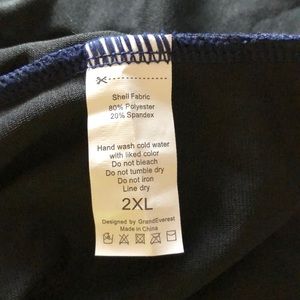 Shell Fabric
80% Polyester
20% Spandex
Hand wash cold water
with liked color
Do not bleach
Do not tumble dry
Do not iron
Line dry
2XL
Designed by GrandEverest
Made in China